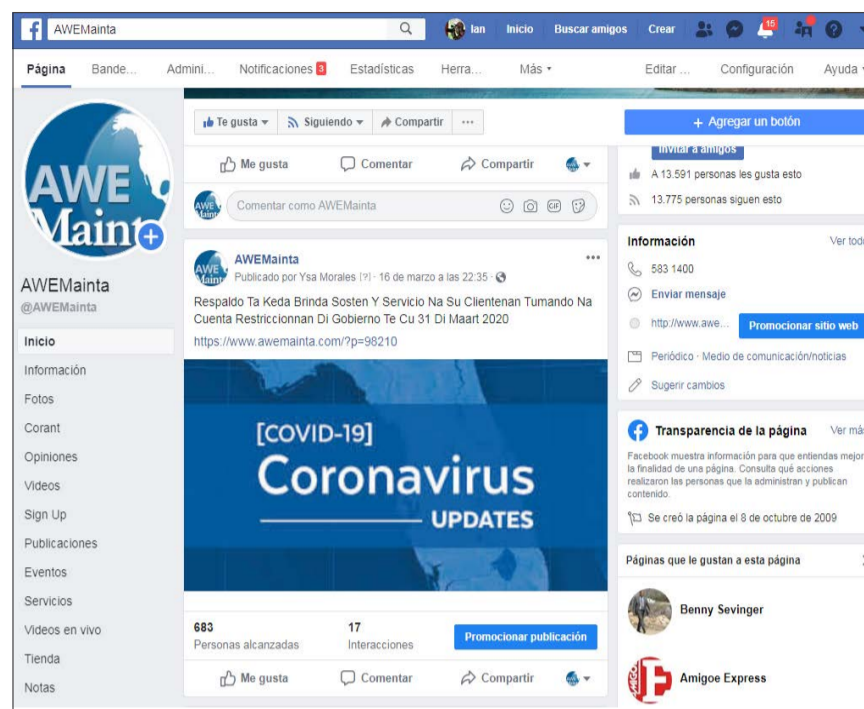 AWEMainta
Ian
Inicio
Buscar amigos
Crear
15
Página
Bande...
Admini...
Notificaciones 3
Estadísticas
Herra...
Más
Editar ...
Configuración
Ayuda
AWE
Mainta
AWEMainta
@AWEMainta
Inicio
Información
Fotos
Corant
Opiniones
Videos
Sign Up
Publicaciones
Eventos
Servicios
Videos en vivo
Tienda
Notas
Te gusta
Siguiendo
Compartir
Me gusta
Comentar
Compartir
Comentar como AWEMainta
GIF
AWEMainta
Publicado por Ysa Morales [?] · 16 de marzo a las 22:35 ·
Respaldo Ta Keda Brinda Sosten Y Servicio Na Su Clientenan Tumando Na
Cuenta Restriccionnan Di Gobierno Te Cu 31 Di Maart 2020
https://www.awemainta.com/?p=98210
[COVID-19]
Coronavirus
UPDATES
683
Personas alcanzadas
17
Interacciones
Promocionar publicación
Me gusta
Comentar
Compartir
+ Agregar un botón
Invitar a amigos
A 13.591 personas les gusta esto
13.775 personas siguen esto
Información
Ver todo
583 1400
Enviar mensaje
http://www.awe...
Promocionar sitio web
Periódico · Medio de comunicación/noticias
Sugerir cambios
Transparencia de la página
Ver más
Facebook muestra información para que entiendas mejor
la finalidad de una página. Consulta qué acciones
realizaron las personas que la administran y publican
contenido.
Se creó la página el 8 de octubre de 2009
Páginas que le gustan a esta página
Benny Sevinger
Amigoe Express